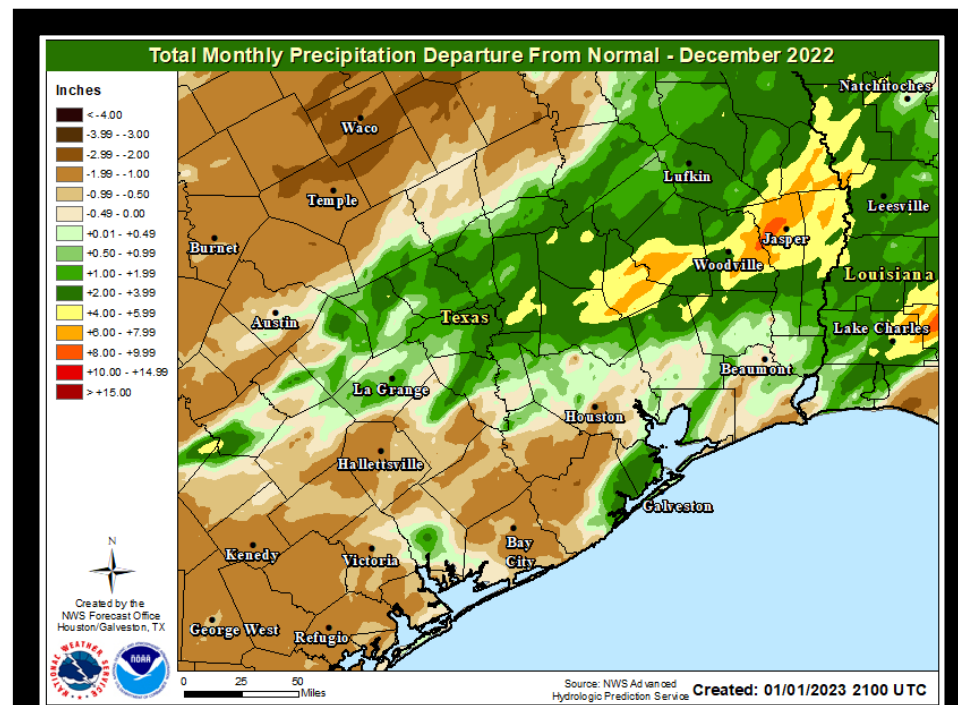 Total Monthly Precipitation Departure From Normal - December 2022
Inches
< -4.00
-3.99 - -3.00
-2.99 - -2.00
-1.99 - -1.00
-0.99 - -0.50
-0.49 - 0.00
+0.01 - +0.49
+0.50 - +0.99
+1.00 - +1.99
+2.00 - +3.99
+4.00 - +5.99
+6.00 - +7.99
+8.00 - +9.99
+10.00 - +14.99
> +15.00
Natchitoches
Waco
Lufkin
Temple
Leesville
Burnet
Jasper
Woodville
Louisiana
Austin
Texas
Lake Charles
Beaumont
La Grange
Houston
Hallettsville
Galveston
Bay
City
Kenedy
Victoria
George West
Refugio
N
Created by the
NWS Forecast Office
Houston/Galveston, TX
NATIONAL WEATHER SERVICE
NOAA
0 25 50
Miles
Source: NWS Advanced
Hydrologic Prediction Service
Created: 01/01/2023 2100 UTC